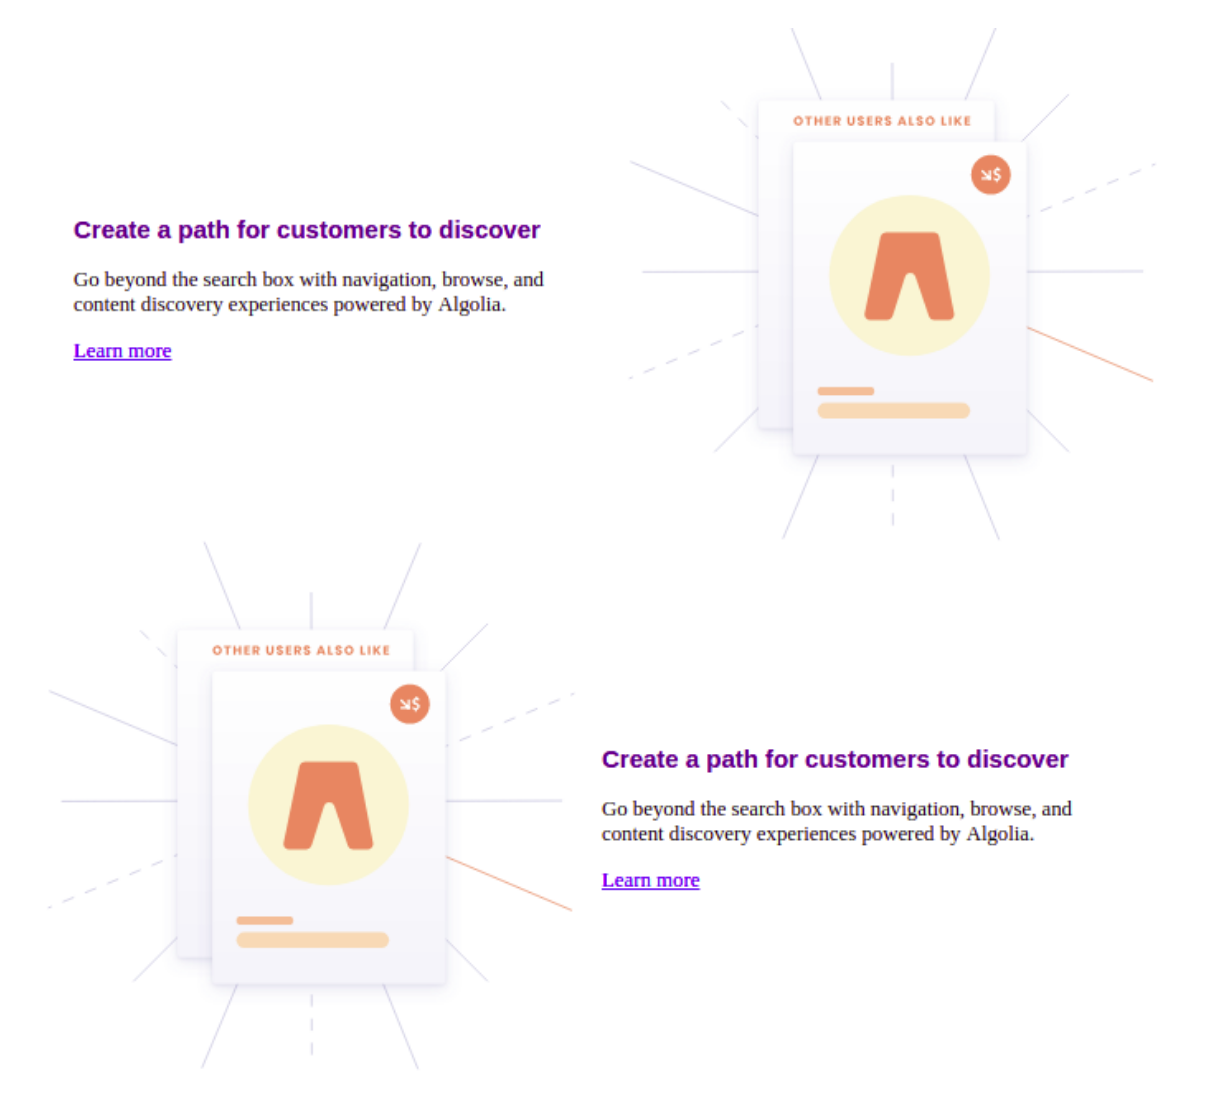 OTHER USERS ALSO LIKE
$
Create a path for customers to discover
Go beyond the search box with navigation, browse, and
content discovery experiences powered by Algolia.
Learn more
OTHER USERS ALSO LIKE
$
Create a path for customers to discover
Go beyond the search box with navigation, browse, and
content discovery experiences powered by Algolia.
Learn more